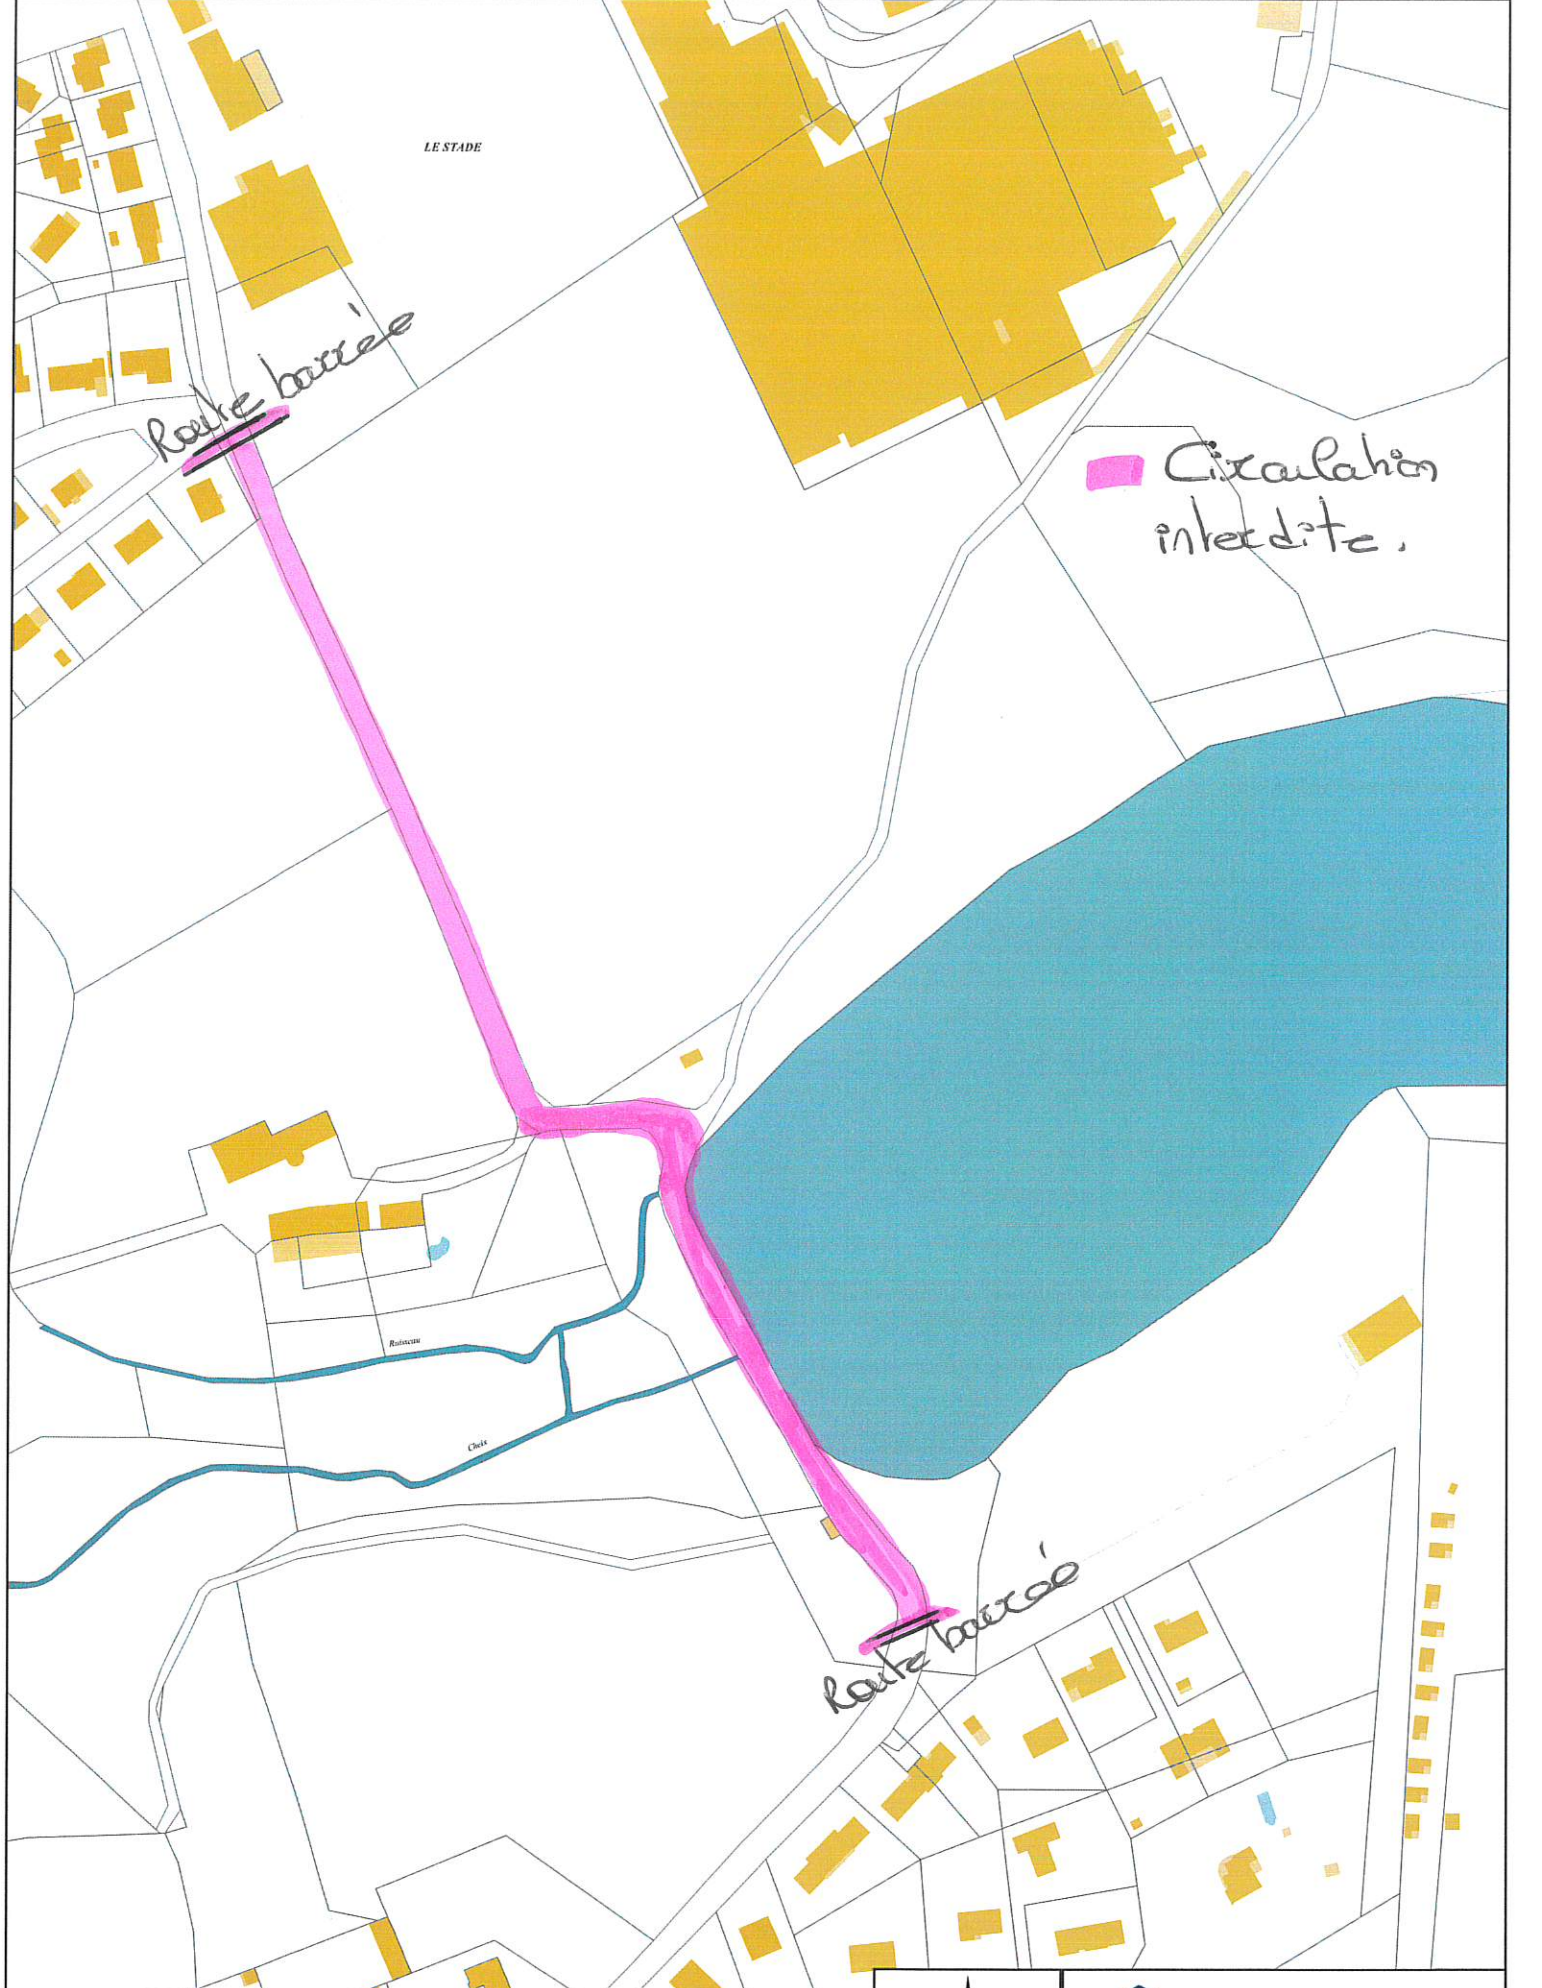 LE STADE
Route barrée
Circulation
interdite.
Ruisseau
Cheix
Route barrée